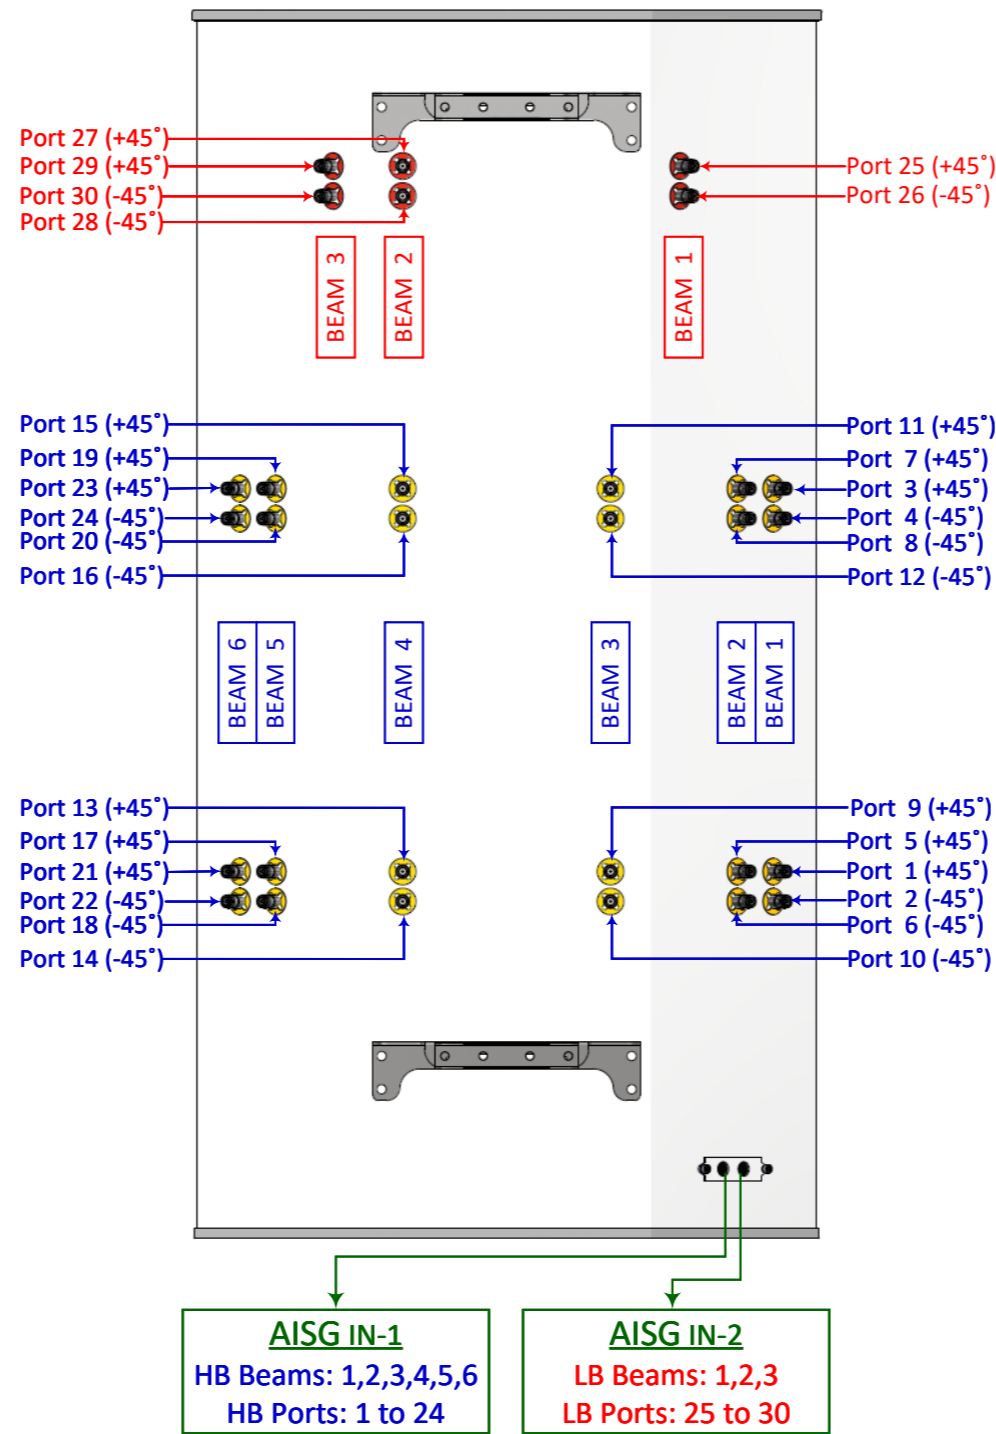 Port 27 (+45˚)
Port 29 (+45˚)
Port 30 (-45˚)
Port 28 (-45˚)
Port 25 (+45˚)
Port 26 (-45˚)
BEAM 3
BEAM 2
BEAM 1
Port 15 (+45˚)
Port 19 (+45˚)
Port 23 (+45˚)
Port 24 (-45˚)
Port 20 (-45˚)
Port 16 (-45˚)
Port 11 (+45˚)
Port 7 (+45˚)
Port 3 (+45˚)
Port 4 (-45˚)
Port 8 (-45˚)
Port 12 (-45˚)
BEAM 6
BEAM 5
BEAM 4
BEAM 3
BEAM 2
BEAM 1
Port 13 (+45˚)
Port 17 (+45˚)
Port 21 (+45˚)
Port 22 (-45˚)
Port 18 (-45˚)
Port 14 (-45˚)
Port 9 (+45˚)
Port 5 (+45˚)
Port 1 (+45˚)
Port 2 (-45˚)
Port 6 (-45˚)
Port 10 (-45˚)
AISG IN-1
HB Beams: 1,2,3,4,5,6
HB Ports: 1 to 24
AISG IN-2
LB Beams: 1,2,3
LB Ports: 25 to 30